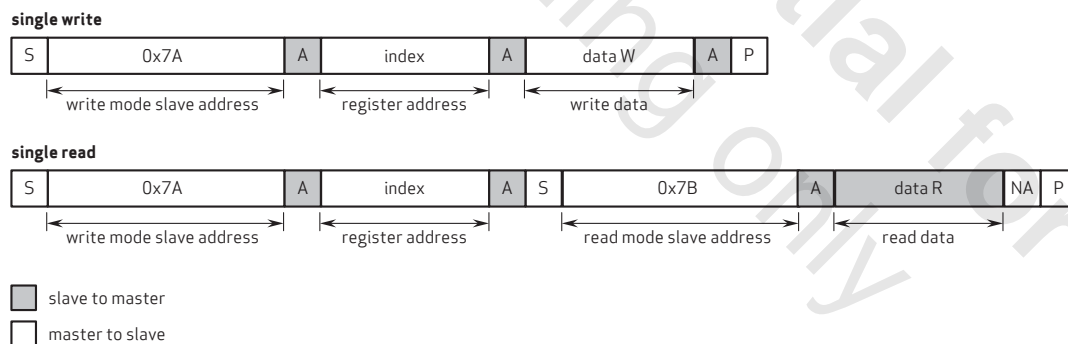 single write
S 0x7A A index A data W A P
write mode slave address register address write data
single read
S 0x7A A index A S 0x7B A data R NA P
write mode slave address register address read mode slave address read data
slave to master
master to slave
only